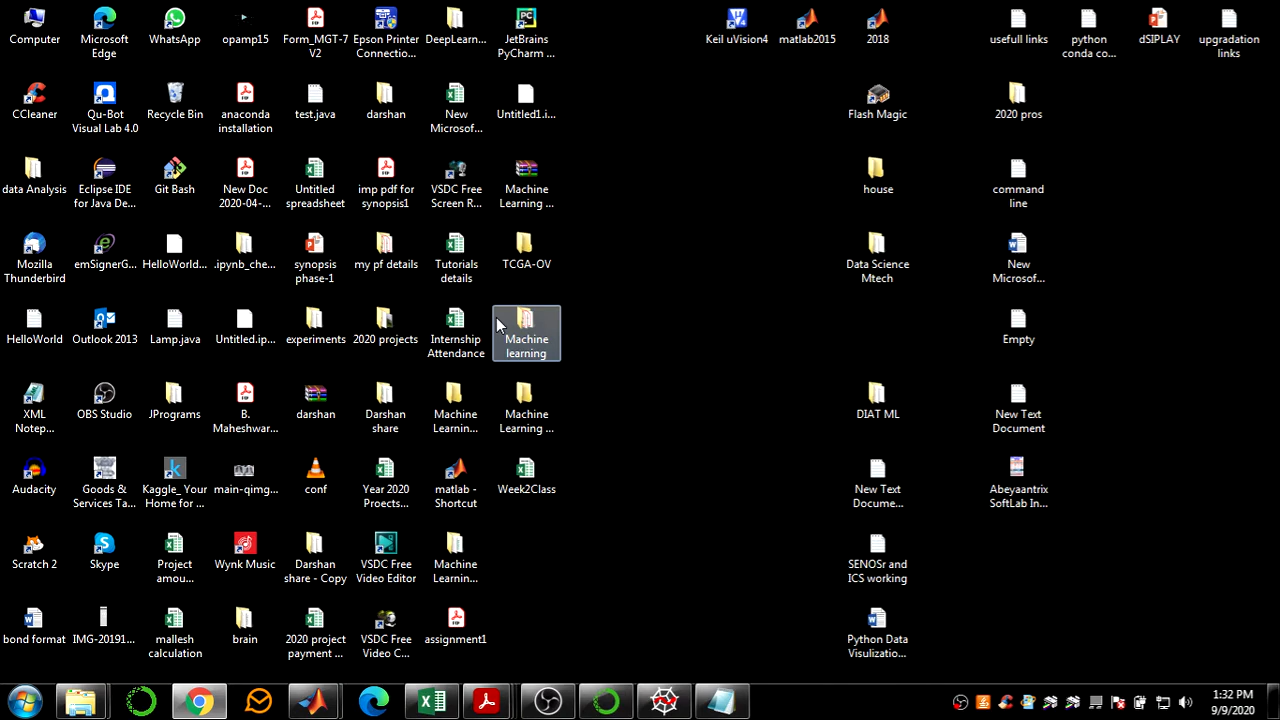 Computer
Microsoft
Edge
WhatsApp
opamp15
Form_MGT-7
V2
Epson Printer
Connectio...
DeepLearn...
JetBrains
PyCharm ...
Keil uVision4
matlab2015
2018
usefull links
python
conda co...
dSIPLAY
upgradation
links
CCleaner
Qu-Bot
Visual Lab 4.0
Recycle Bin
anaconda
installation
test.java
darshan
New
Microsof...
Untitled1.i...
Flash Magic
2020 pros
data Analysis
Eclipse IDE
for Java De...
Git Bash
New Doc
2020-04-...
Untitled
spreadsheet
imp pdf for
synopsis1
VSDC Free
Screen R...
Machine
Learning ...
house
command
line
Mozilla
Thunderbird
emSignerG...
HelloWorld...
.ipynb_che...
synopsis
phase-1
my pf details
Tutorials
details
TCGA-OV
Data Science
Mtech
New
Microsof...
HelloWorld
Outlook 2013
Lamp.java
Untitled.ip...
experiments
2020 projects
Internship
Attendance
Machine
learning
Empty
XML
Notep...
OBS Studio
JPrograms
B.
Maheshwar...
darshan
Darshan
share
Machine
Learnin...
Machine
Learning ...
DIAT ML
New Text
Document
Audacity
Goods &
Services Ta...
Kaggle_ Your
Home for ...
main-qimg...
conf
Year 2020
Proects...
matlab -
Shortcut
Week2Class
New Text
Docume...
Abeyaantrix
SoftLab In...
Scratch 2
Skype
Project
amou...
Wynk Music
Darshan
share - Copy
VSDC Free
Video Editor
Machine
Learnin...
SENOSr and
ICS working
bond format
IMG-20191...
mallesh
calculation
brain
2020 project
payment ...
VSDC Free
Video C...
assignment1
Python Data
Visulizatio...
1:32 PM
9/9/2020